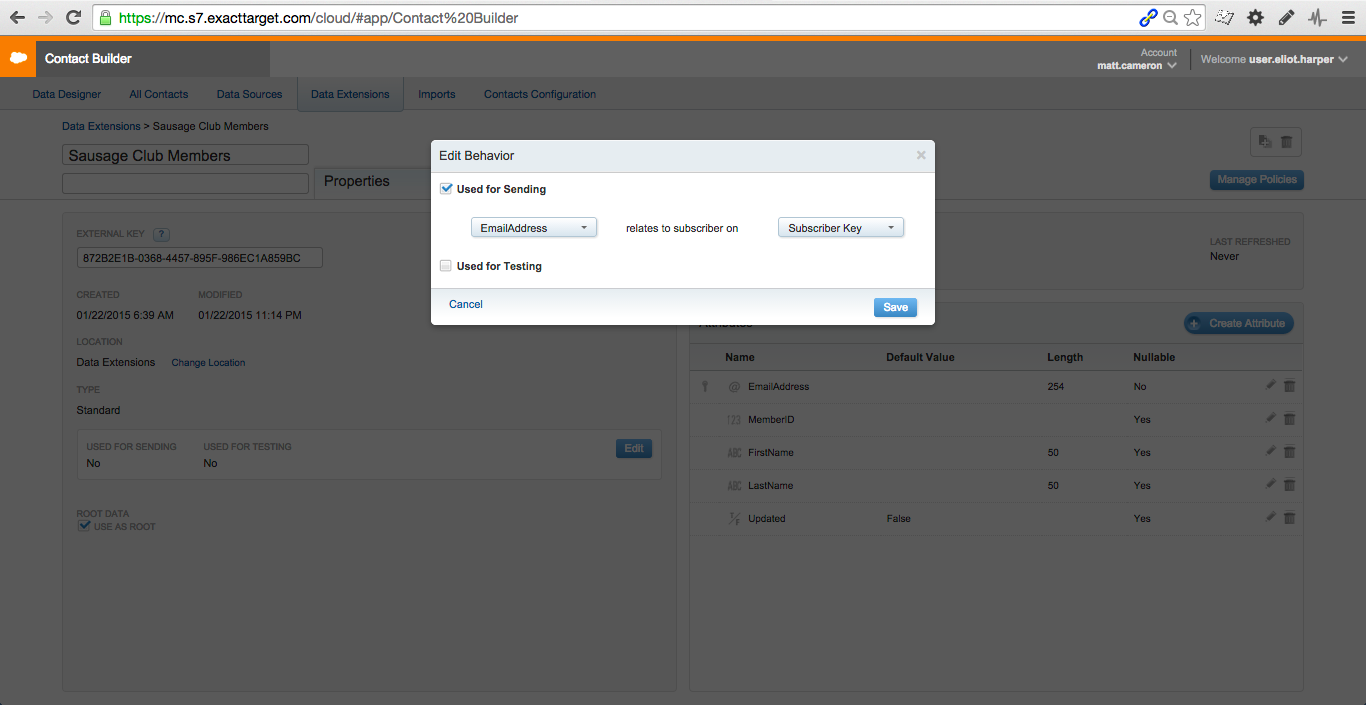 https://mc.s7.exacttarget.com/cloud/#app/Contact%20Builder
Contact Builder
Account
matt.cameron
Welcome user.eliot.harper
Data Designer All Contacts Data Sources Data Extensions Imports Contacts Configuration
Data Extensions > Sausage Club Members
Sausage Club Members
Properties
Manage Policies
Edit Behavior
Used for Sending
EmailAddress relates to subscriber on Subscriber Key
Used for Testing
Cancel Save
EXTERNAL KEY ?
872B2E1B-0368-4457-895F-986EC1A859BC
CREATED MODIFIED
01/22/2015 6:39 AM 01/22/2015 11:14 PM
LOCATION
Data Extensions Change Location
TYPE
Standard
USED FOR SENDING USED FOR TESTING
No No
Edit
ROOT DATA
USE AS ROOT
LAST REFRESHED
Never
Attributes
Create Attribute
Name Default Value Length Nullable
@ EmailAddress 254 No
123 MemberID Yes
ABC FirstName 50 Yes
ABC LastName 50 Yes
T/F Updated False Yes